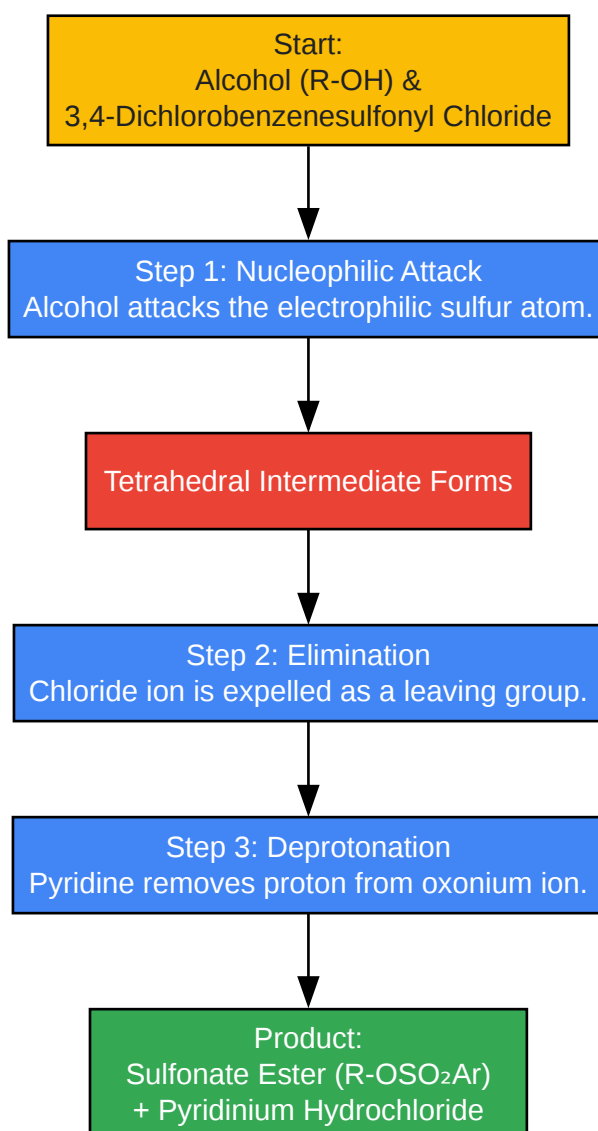 Start:
Alcohol (R-OH) &
3,4-Dichlorobenzenesulfonyl Chloride
Step 1: Nucleophilic Attack
Alcohol attacks the electrophilic sulfur atom.
Tetrahedral Intermediate Forms
Step 2: Elimination
Chloride ion is expelled as a leaving group.
Step 3: Deprotonation
Pyridine removes proton from oxonium ion.
Product:
Sulfonate Ester (R-OSO₂Ar)
+ Pyridinium Hydrochloride